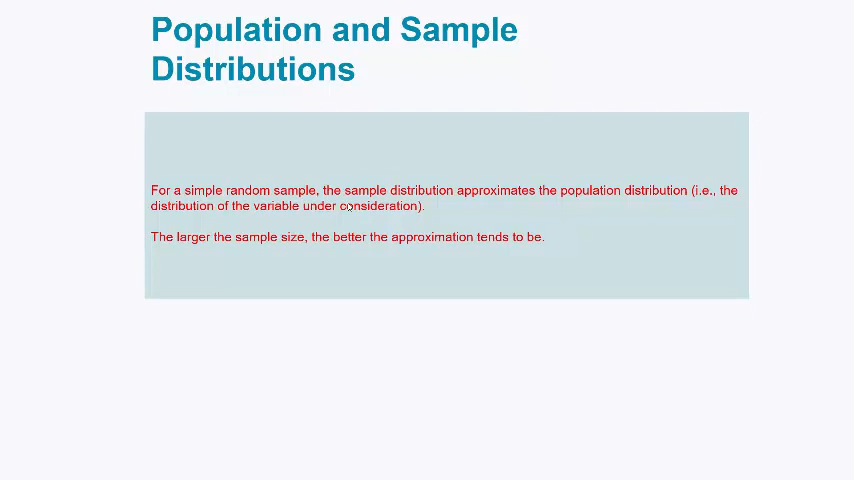 Population and Sample
Distributions
For a simple random sample, the sample distribution approximates the population distribution (i.e., the
distribution of the variable under consideration).
The larger the sample size, the better the approximation tends to be.